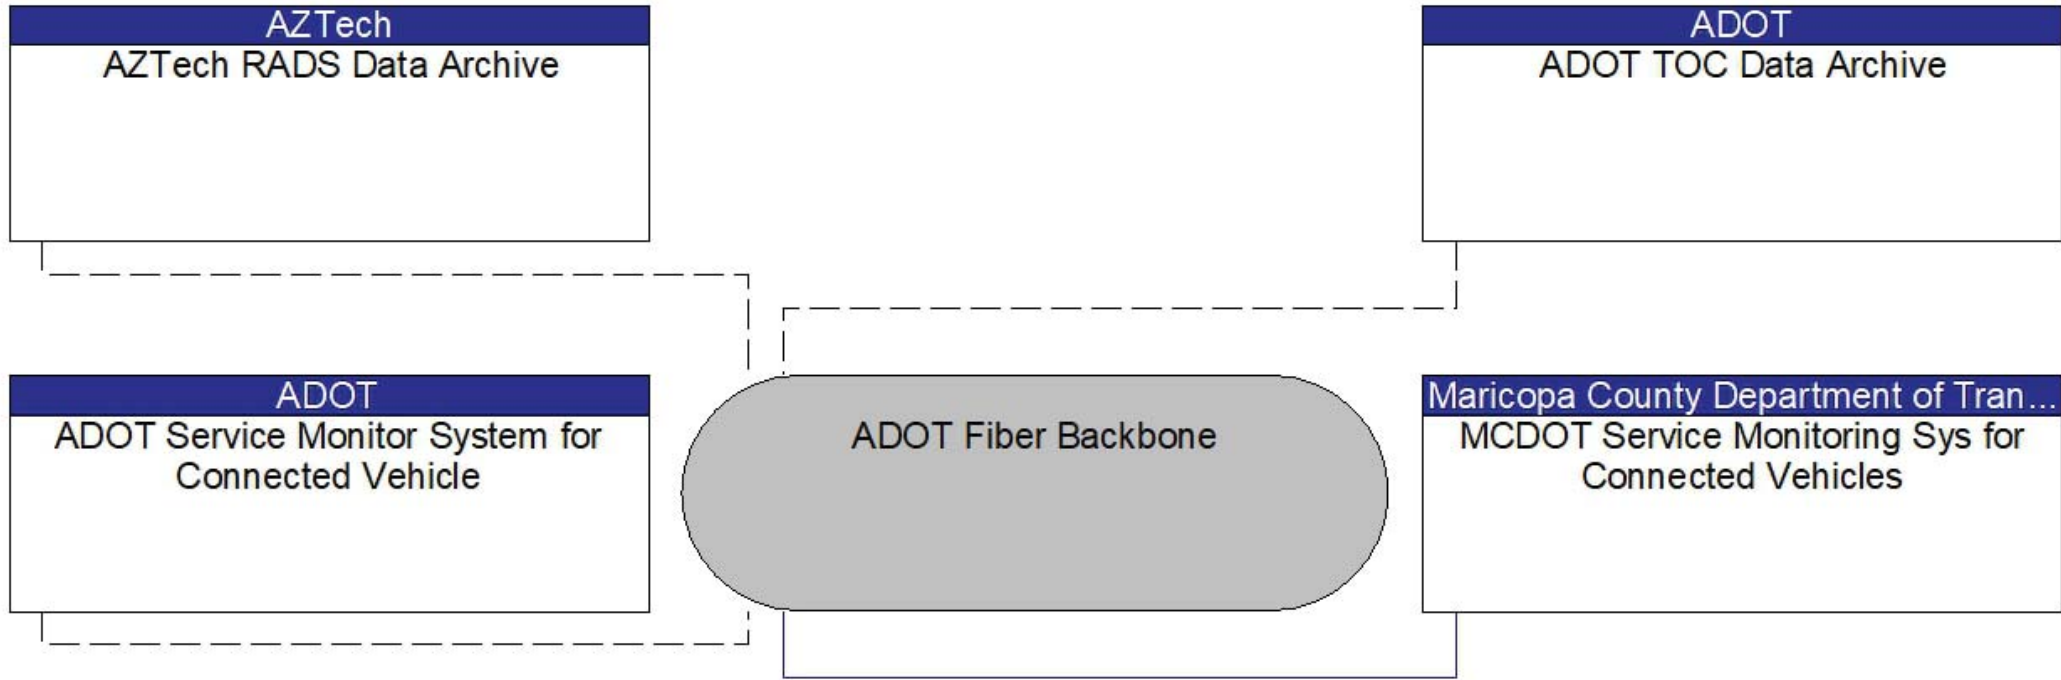 AZTech
AZTech RADS Data Archive
ADOT
ADOT TOC Data Archive
ADOT
ADOT Service Monitor System for
Connected Vehicle
ADOT Fiber Backbone
Maricopa County Department of Tran...
MCDOT Service Monitoring Sys for
Connected Vehicles